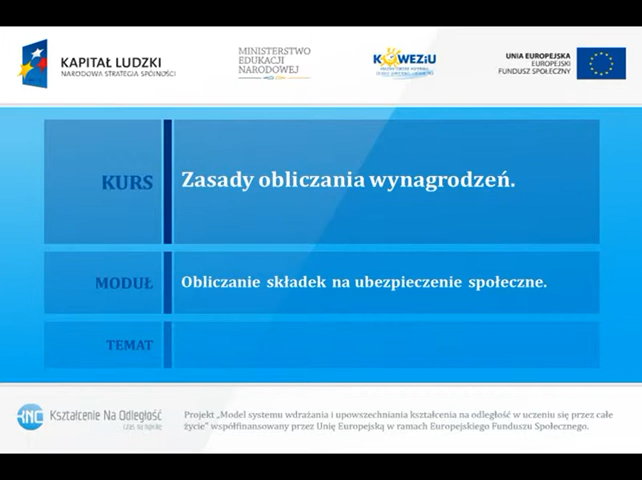 KAPITAŁ LUDZKI
NARODOWA STRATEGIA SPÓJNOŚCI
MINISTERSTWO
EDUKACJI
NARODOWEJ
KOWEZiU
UNIA EUROPEJSKA
EUROPEJSKI
FUNDUSZ SPOŁECZNY
KURS
Zasady obliczania wynagrodzeń.
MODUŁ
Obliczanie składek na ubezpieczenie społeczne.
TEMAT
KNO
Kształcenie Na Odległość
Projekt „Model systemu wdrażania i upowszechniania kształcenia na odległość w uczeniu się przez całe
życie” współfinansowany przez Unię Europejską w ramach Europejskiego Funduszu Społecznego.